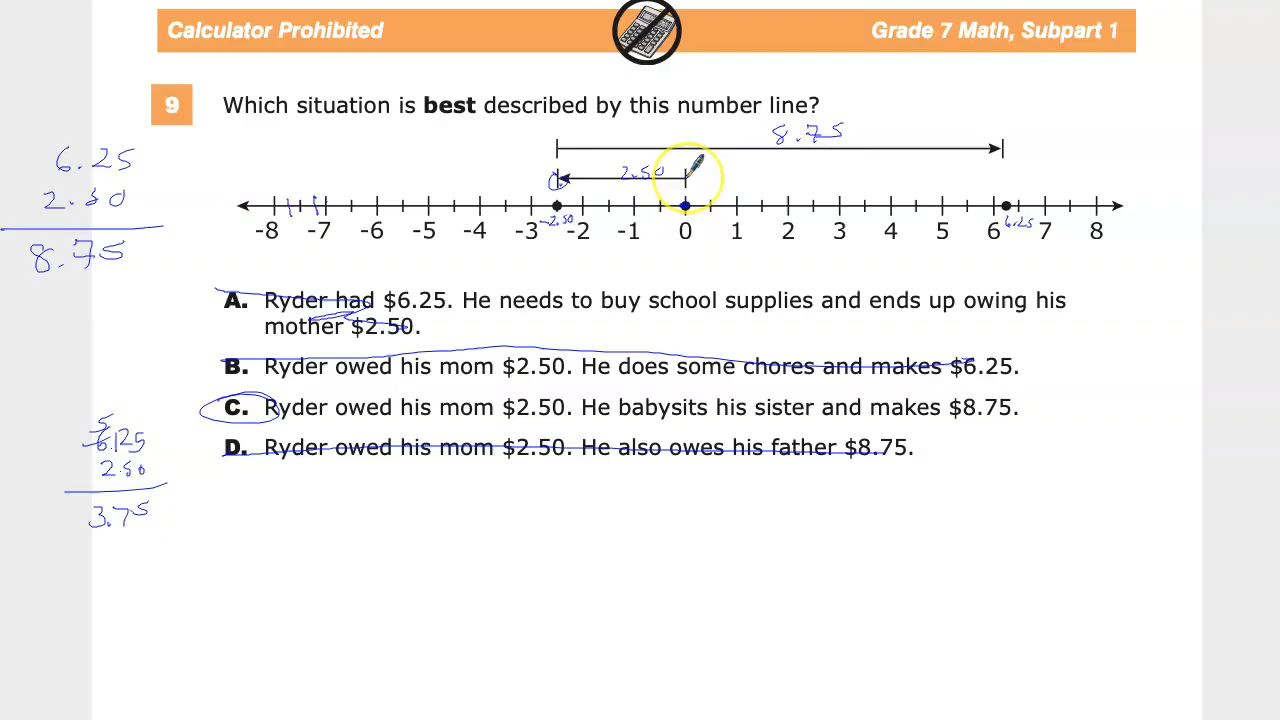 Calculator Prohibited
Grade 7 Math, Subpart 1
9 Which situation is best described by this number line?
8.75
2.50
-2.50
6.25
-8 -7 -6 -5 -4 -3 -2 -1 0 1 2 3 4 5 6 7 8
6.25
2.50
8.75
A. Ryder had $6.25. He needs to buy school supplies and ends up owing his
mother $2.50.
B. Ryder owed his mom $2.50. He does some chores and makes $6.25.
C. Ryder owed his mom $2.50. He babysits his sister and makes $8.75.
D. Ryder owed his mom $2.50. He also owes his father $8.75.
5
6.125
2.50
3.75